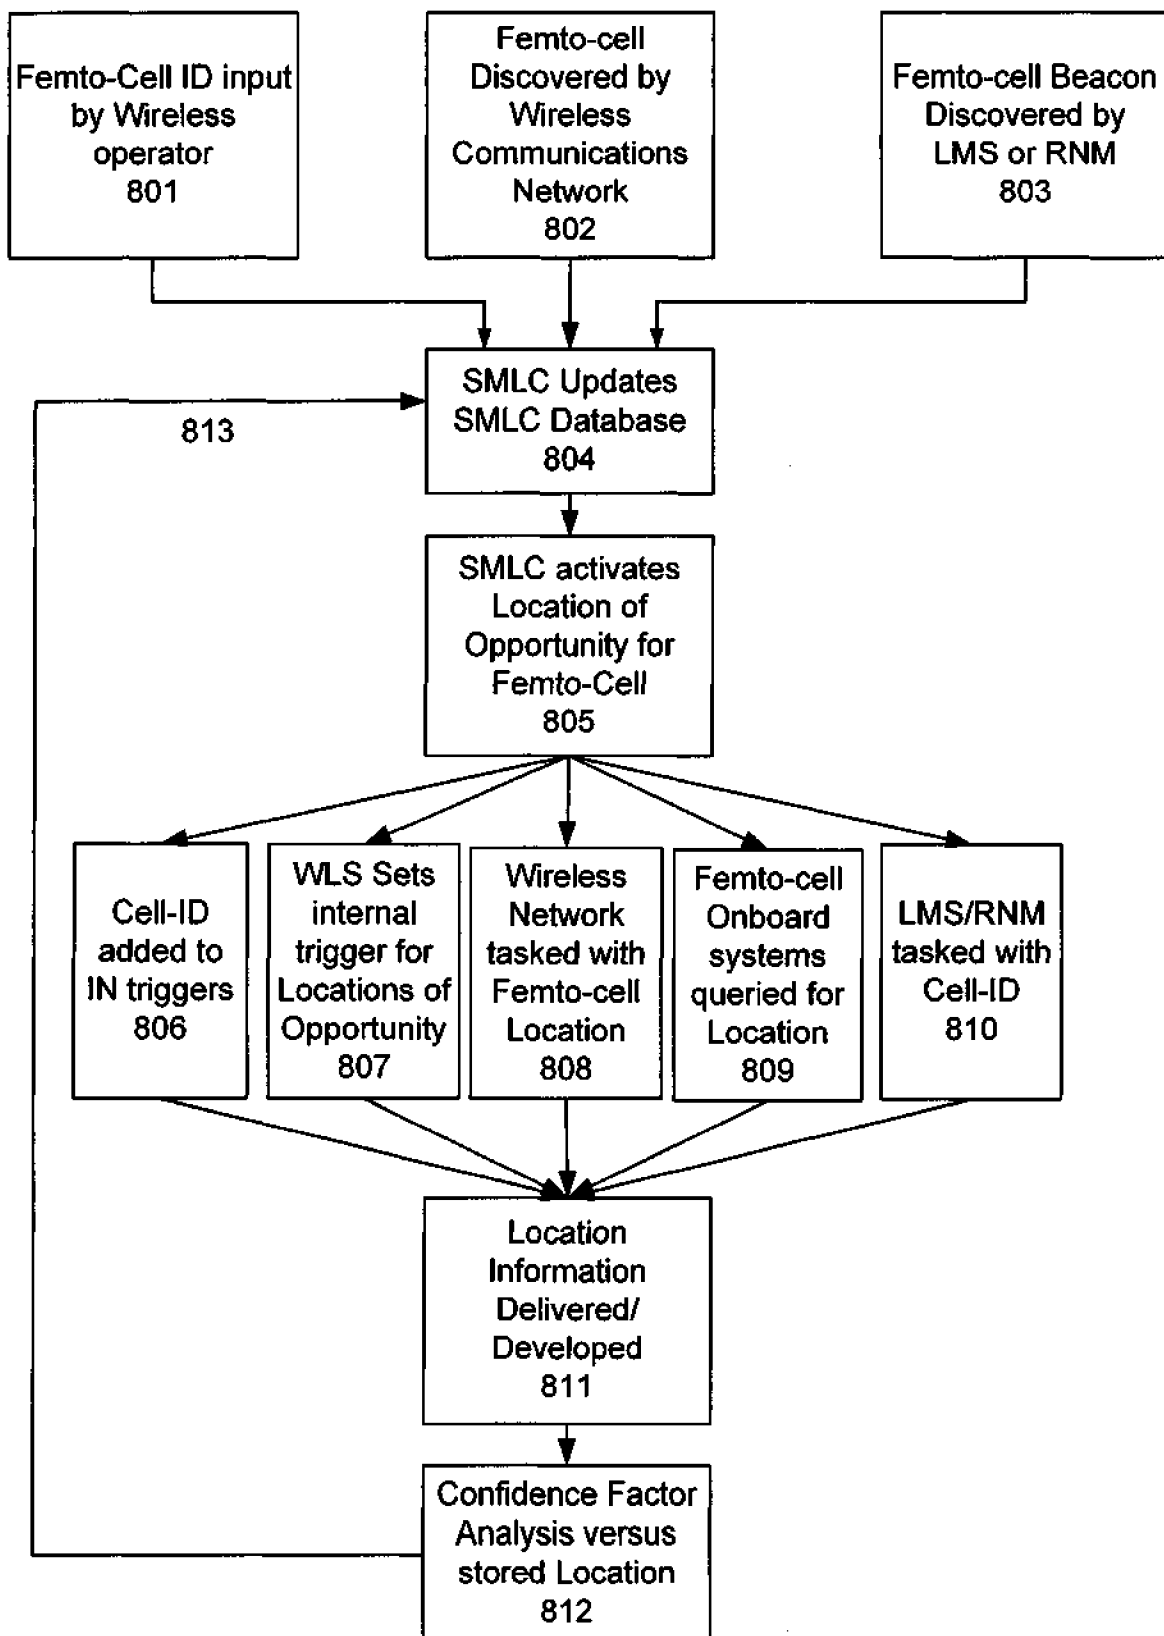 Femto-Cell ID input
by Wireless
operator
801
Femto-cell
Discovered by
Wireless
Communications
Network
802
Femto-cell Beacon
Discovered by
LMS or RNM
803
813
SMLC Updates
SMLC Database
804
SMLC activates
Location of
Opportunity for
Femto-Cell
805
Cell-ID
added to
IN triggers
806
WLS Sets
internal
trigger for
Locations of
Opportunity
807
Wireless
Network
tasked with
Femto-cell
Location
808
Femto-cell
Onboard
systems
queried for
Location
809
LMS/RNM
tasked with
Cell-ID
810
Location
Information
Delivered/
Developed
811
Confidence Factor
Analysis versus
stored Location
812